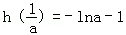 h (1/a) = −lna−1